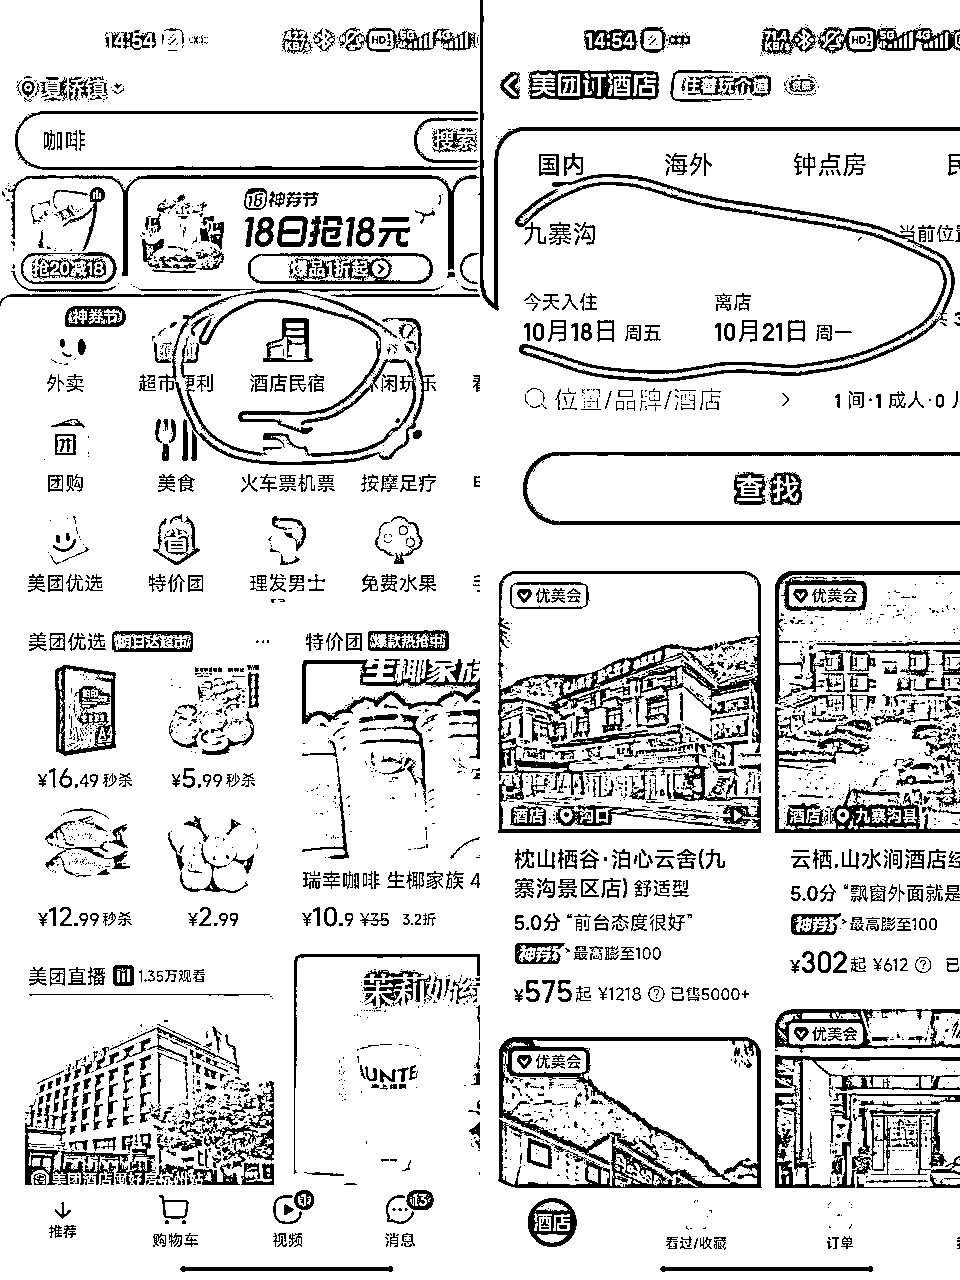 14:54
夏桥镇
咖啡
搜索
神券节
18日抢18元
抢20减18
爆品1折起
神券节
外卖
超市便利
酒店民宿
休闲玩乐
团购
美食
火车票机票
按摩足疗
美团优选
特价团
理发男士
免费水果
美团优选
明日达超市
特价团
爆款热抢中
生椰家族
¥16.49秒杀
¥5.99秒杀
瑞幸咖啡 生椰家族 4
¥12.99秒杀
¥2.99
¥10.9 ¥35 3.2折
美团直播
1.35万观看
茉莉奶
推荐
购物车
视频
消息
14:54
美团订酒店
国内
海外
钟点房
民
九寨沟
当前位置
今天入住
离店
10月18日 周五
10月21日 周一
共 3
位置/品牌/酒店
1间·1成人·0儿
查找
优美会
优美会
酒店
沟口
酒店
九寨沟县
枕山栖谷·泊心云舍(九
寨沟景区店) 舒适型
5.0分 “前台态度很好”
神券 最高膨至100
¥575起 ¥1218 已售5000+
云栖.山水涧酒店
5.0分 “飘窗外面就是
神券 最高膨至100
¥302起 ¥612 已
优美会
优美会
酒店
看过/收藏
订单